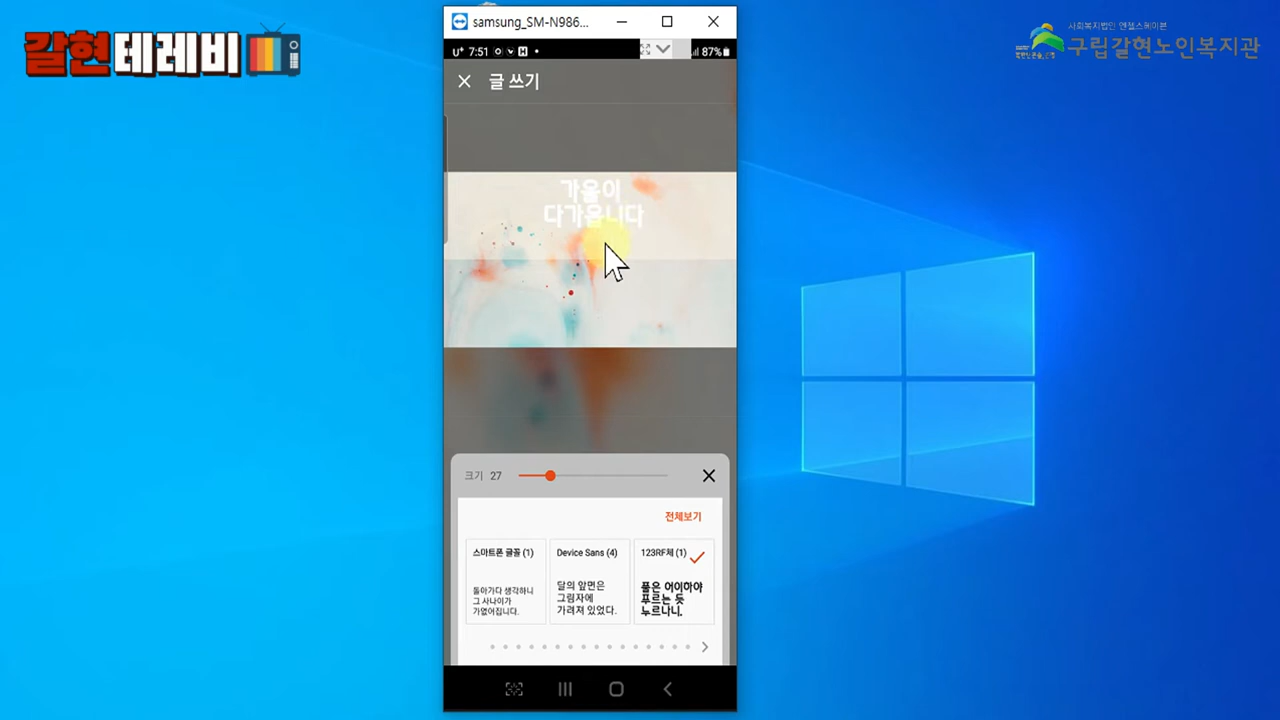 갈현테레비
사회복지법인 엔젤스헤이븐
구립갈현노인복지관
samsung_SM-N986...
U+ 7:51 87%
글 쓰기
가을이
다가옵니다
크기 27
전체보기
스마트폰 글꼴 (1)
돌아가다 생각하니
그 사나이가
가엾어집니다.
Device Sans (4)
달의 앞면은
그림자에
가려져 있었다.
123RF체 (1)
풀은 어이하야
푸르는 듯
누르나니.